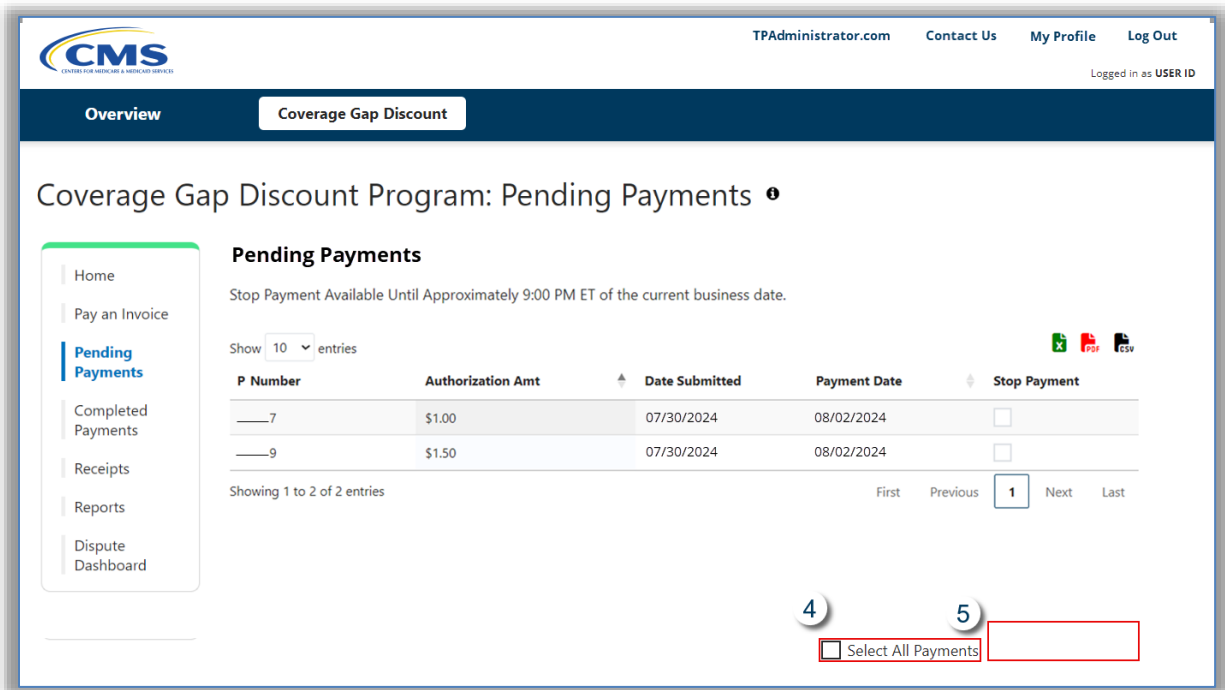 TPAdministrator.com Contact Us My Profile Log Out
CMS
CENTERS FOR MEDICARE & MEDICAID SERVICES
Logged in as USER ID
Overview Coverage Gap Discount
Coverage Gap Discount Program: Pending Payments
Pending Payments
Stop Payment Available Until Approximately 9:00 PM ET of the current business date.
Home
Pay an Invoice
Pending
Payments
Completed
Payments
Receipts
Reports
Dispute
Dashboard
Show 10 entries
X PDF CSV
P Number Authorization Amt Date Submitted Payment Date Stop Payment
____7 $1.00 07/30/2024 08/02/2024
____9 $1.50 07/30/2024 08/02/2024
Showing 1 to 2 of 2 entries First Previous 1 Next Last
4 5
Select All Payments